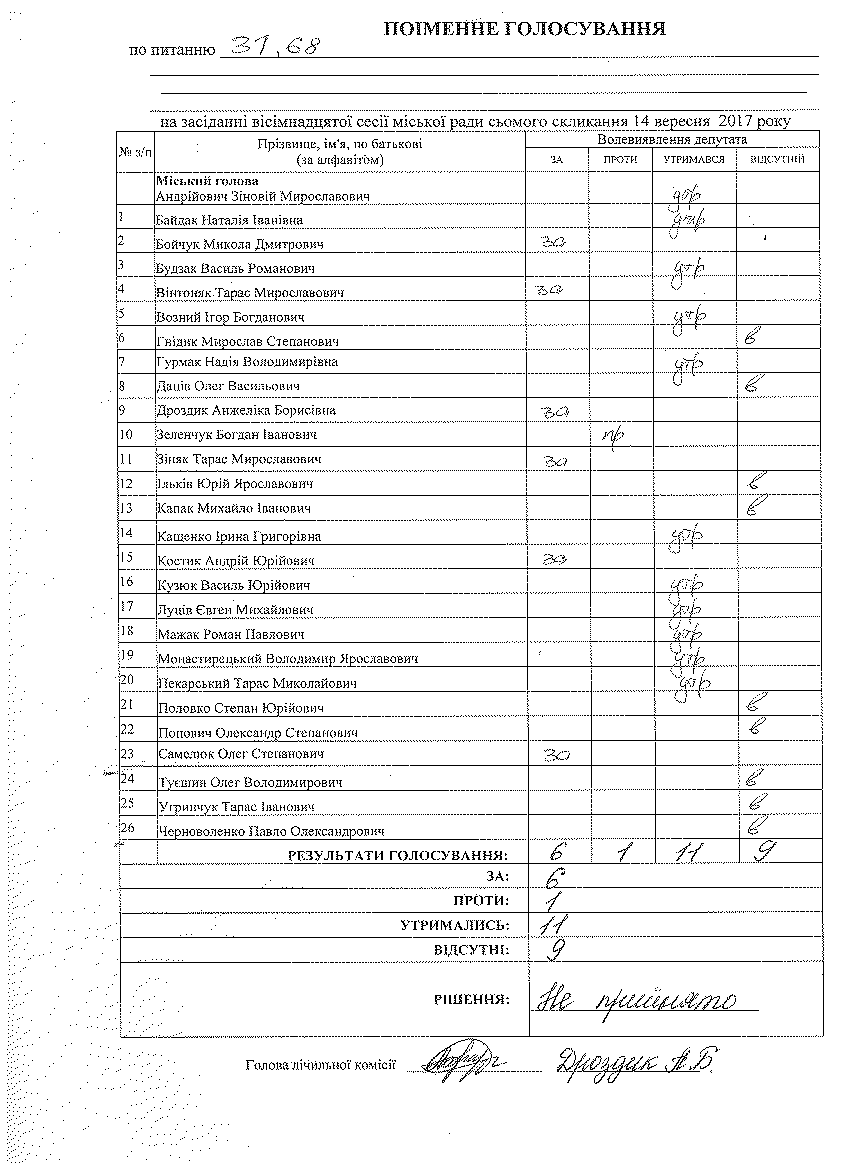 ПОІМЕННЕ ГОЛОСУВАННЯ
по питанню 31,68
на засіданні вісімнадцятої сесії міської ради сьомого скликання 14 вересня 2017 року
№ з/п Прізвище, ім'я, по батькові (за алфавітом) Волевиявлення депутата
ЗА ПРОТИ УТРИМАВСЯ ВІДСУТНІЙ
Міський голова
Андрійович Зіновій Мирославович утр
1 Байдак Наталія Іванівна утр
2 Бойчук Микола Дмитрович за
3 Будзак Василь Романович утр
4 Вінтоняк Тарас Мирославович за
5 Возний Ігор Богданович утр
6 Гвідик Мирослав Степанович в
7 Гурмак Надія Володимирівна утр
8 Даців Олег Васильович в
9 Дроздик Анжеліка Борисівна за
10 Зеленчук Богдан Іванович пр
11 Зіняк Тарас Мирославович за
12 Ільків Юрій Ярославович в
13 Капак Михайло Іванович в
14 Кащенко Ірина Григорівна утр
15 Костик Андрій Юрійович за
16 Кузюк Василь Юрійович утр
17 Луців Євген Михайлович утр
18 Мажак Роман Павлович утр
19 Монастирецький Володимир Ярославович утр
20 Пекарський Тарас Миколайович утр
21 Половко Степан Юрійович в
22 Попович Олександр Степанович в
23 Самелюк Олег Степанович за
24 Туєшин Олег Володимирович в
25 Угринчук Тарас Іванович в
26 Черноволенко Павло Олександрович в
РЕЗУЛЬТАТИ ГОЛОСУВАННЯ: 6 1 11 9
ЗА: 6
ПРОТИ: 1
УТРИМАЛИСЬ: 11
ВІДСУТНІ: 9
РІШЕННЯ: Не прийнято
Голова лічильної комісії Дроздик А.Б.